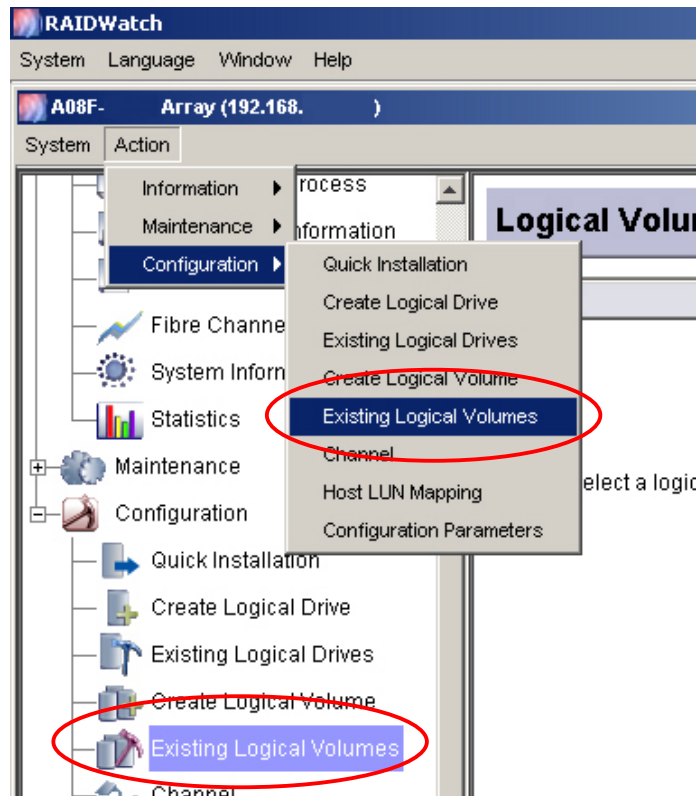 RAIDWatch
System Language Window Help
A08F- Array (192.168. )
System Action
Information
Maintenance
Configuration
rocess
formation
Logical Volu
Quick Installation
Create Logical Drive
Existing Logical Drives
Create Logical Volume
Existing Logical Volumes
Channel
Host LUN Mapping
Configuration Parameters
Fibre Channe
System Inform
Statistics
Maintenance
elect a logic
Configuration
Quick Installation
Create Logical Drive
Existing Logical Drives
Create Logical Volume
Existing Logical Volumes
Channel